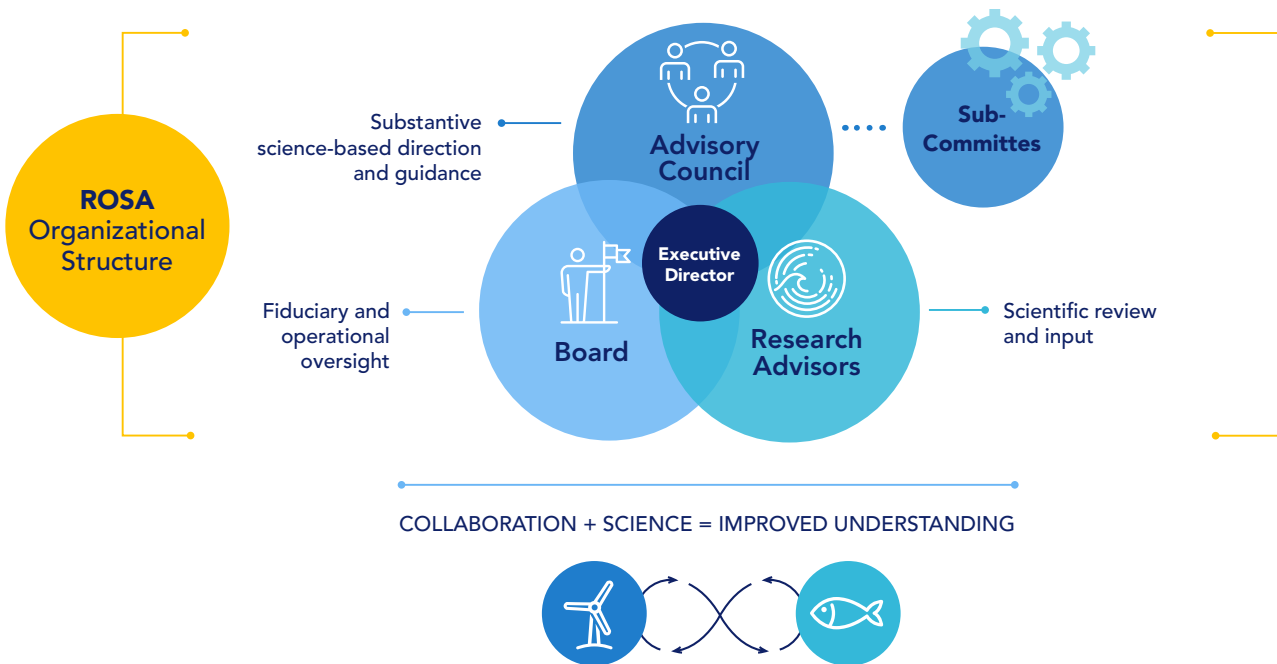 ROSA
Organizational
Structure
Substantive
science-based direction
and guidance
Advisory
Council
Sub-
Committes
Executive
Director
Fiduciary and
operational
oversight
Board
Research
Advisors
Scientific review
and input
COLLABORATION + SCIENCE = IMPROVED UNDERSTANDING